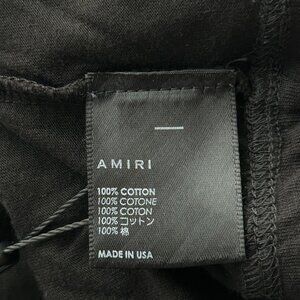 AMIRI
100% COTTON
100% COTONE
100% COTON
100% コットン
100% 棉
MADE IN USA